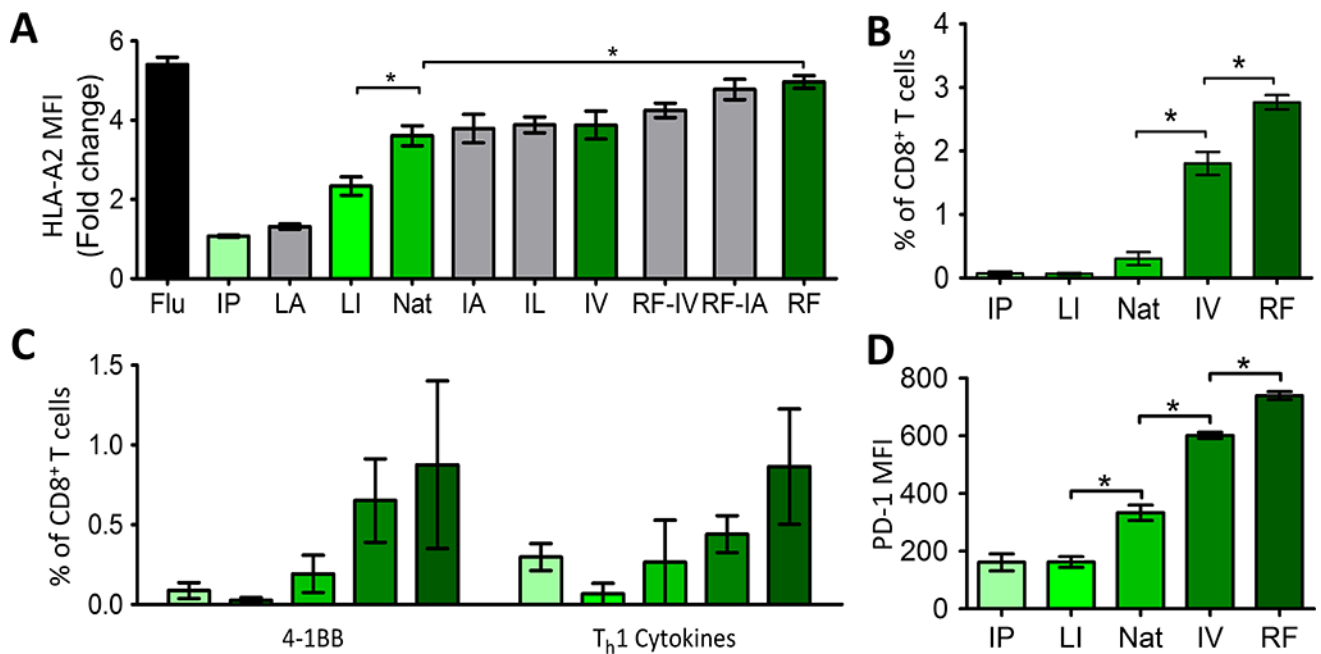 A
HLA-A2 MFI
(Fold change)
6
4
2
0
*
*
Flu IP LA LI Nat IA IL IV RF-IV RF-IA RF
B
% of CD8⁺ T cells
4
3
2
1
0
*
*
IP LI Nat IV RF
C
% of CD8⁺ T cells
1.5
1.0
0.5
0.0
4-1BB Tₕ1 Cytokines
D
PD-1 MFI
800
600
400
200
0
*
*
*
IP LI Nat IV RF